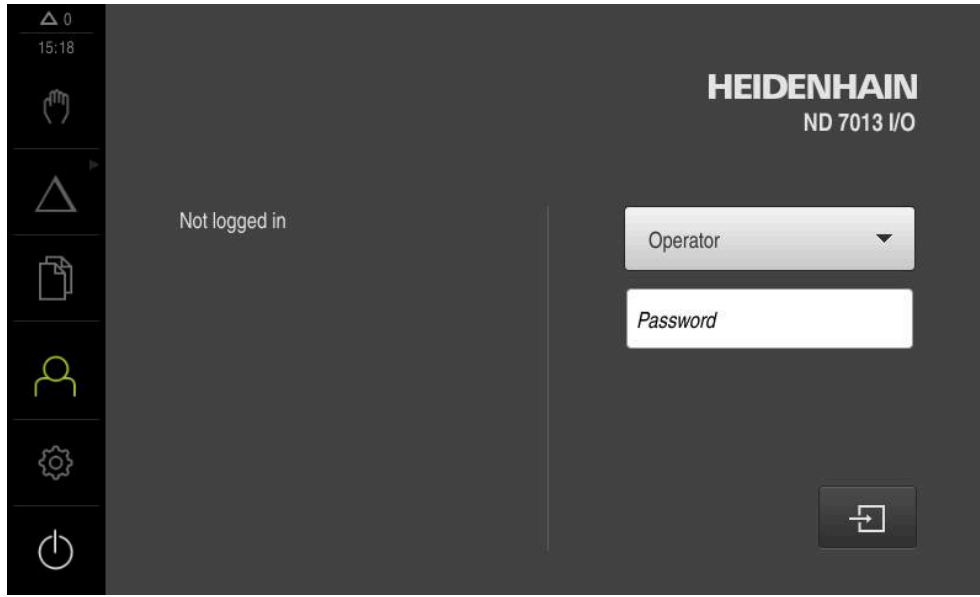 0
15:18
HEIDENHAIN
ND 7013 I/O
Not logged in
Operator
Password